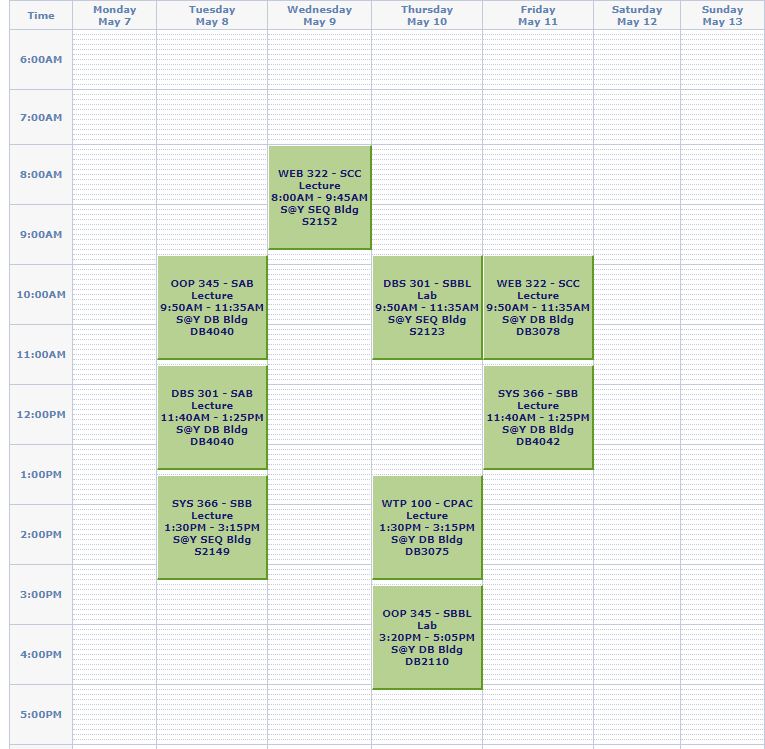 Time
Monday
May 7
Tuesday
May 8
Wednesday
May 9
Thursday
May 10
Friday
May 11
Saturday
May 12
Sunday
May 13
6:00AM
7:00AM
8:00AM
WEB 322 - SCC
Lecture
8:00AM - 9:45AM
S@Y SEQ Bldg
S2152
9:00AM
OOP 345 - SAB
Lecture
9:50AM - 11:35AM
S@Y DB Bldg
DB4040
DBS 301 - SBBL
Lab
9:50AM - 11:35AM
S@Y SEQ Bldg
S2123
WEB 322 - SCC
Lecture
9:50AM - 11:35AM
S@Y DB Bldg
DB3078
10:00AM
11:00AM
DBS 301 - SAB
Lecture
11:40AM - 1:25PM
S@Y DB Bldg
DB4040
SYS 366 - SBB
Lecture
11:40AM - 1:25PM
S@Y DB Bldg
DB4042
12:00PM
1:00PM
SYS 366 - SBB
Lecture
1:30PM - 3:15PM
S@Y SEQ Bldg
S2149
WTP 100 - CPAC
Lecture
1:30PM - 3:15PM
S@Y DB Bldg
DB3075
2:00PM
3:00PM
OOP 345 - SBBL
Lab
3:20PM - 5:05PM
S@Y DB Bldg
DB2110
4:00PM
5:00PM